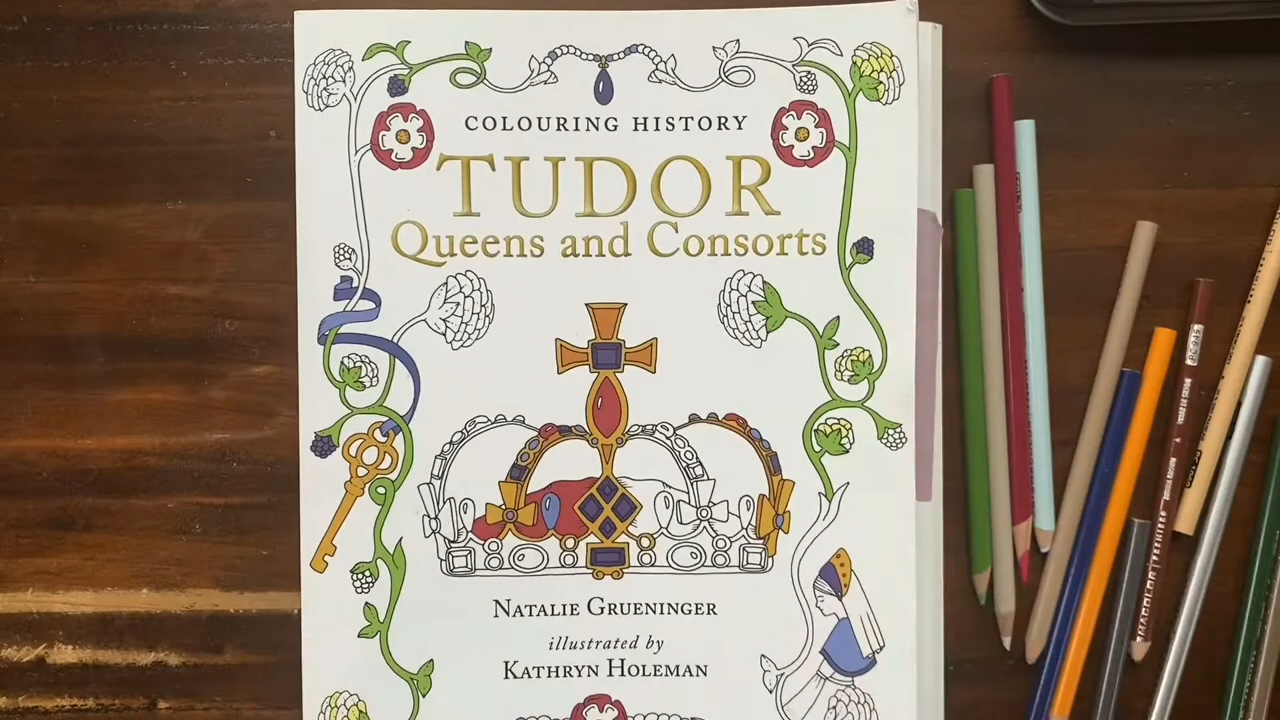 COLOURING HISTORY
TUDOR
Queens and Consorts
NATALIE GRUENINGER
illustrated by
KATHRYN HOLEMAN